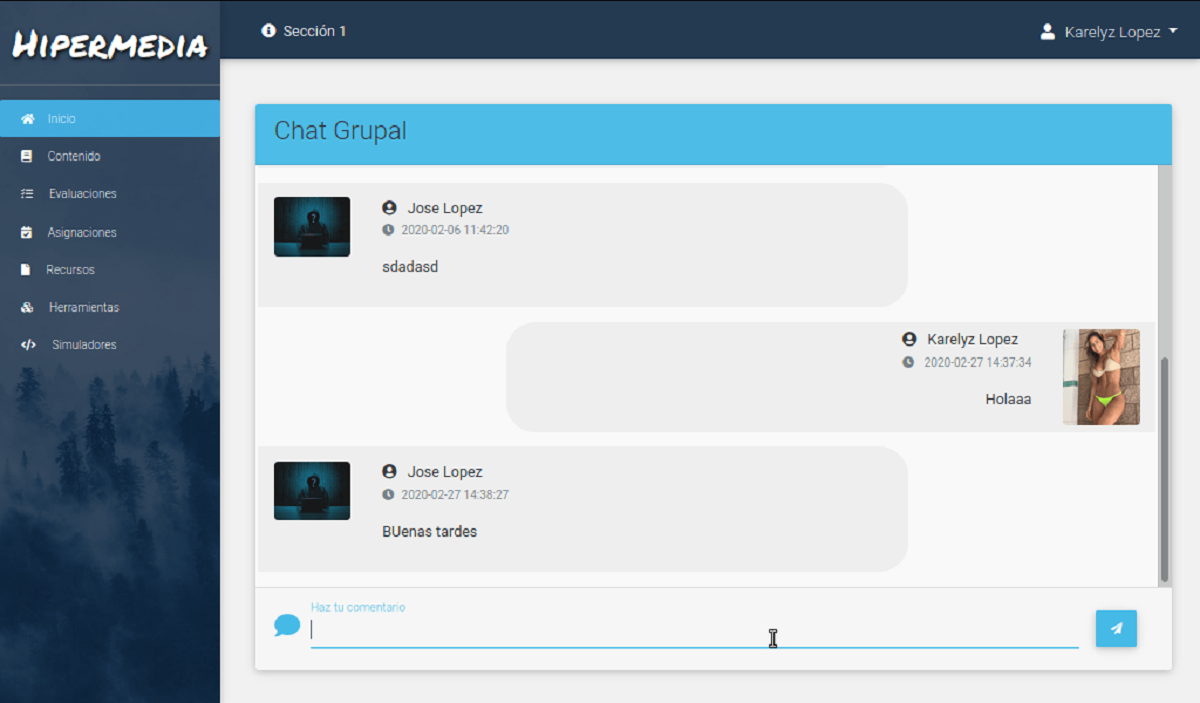 HIPERMEDIA
Sección 1
Karelyz Lopez
Inicio
Contenido
Evaluaciones
Asignaciones
Recursos
Herramientas
Simuladores
Chat Grupal
Jose Lopez
2020-02-06 11:42:20
sdadasd
Karelyz Lopez
2020-02-27 14:37:34
Holaaa
Jose Lopez
2020-02-27 14:38:27
BUenas tardes
Haz tu comentario